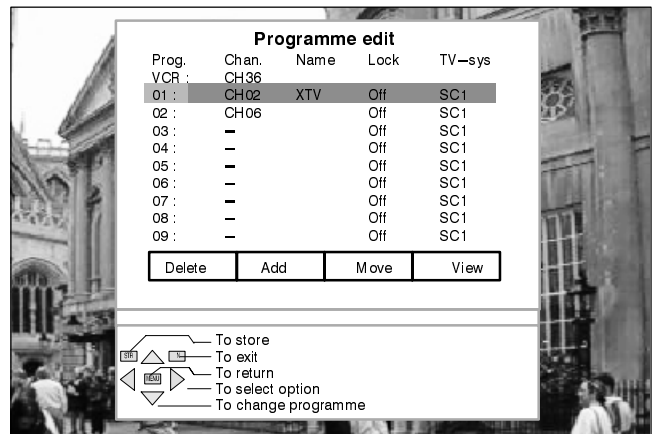 Programme edit
Prog. Chan. Name Lock TV—sys
VCR : CH36
01 : CH02 XTV Off SC1
02 : CH06 Off SC1
03 : – Off SC1
04 : – Off SC1
05 : – Off SC1
06 : – Off SC1
07 : – Off SC1
08 : – Off SC1
09 : – Off SC1
Delete Add Move View
To store
STR
To exit
To return
MENU
To select option
To change programme